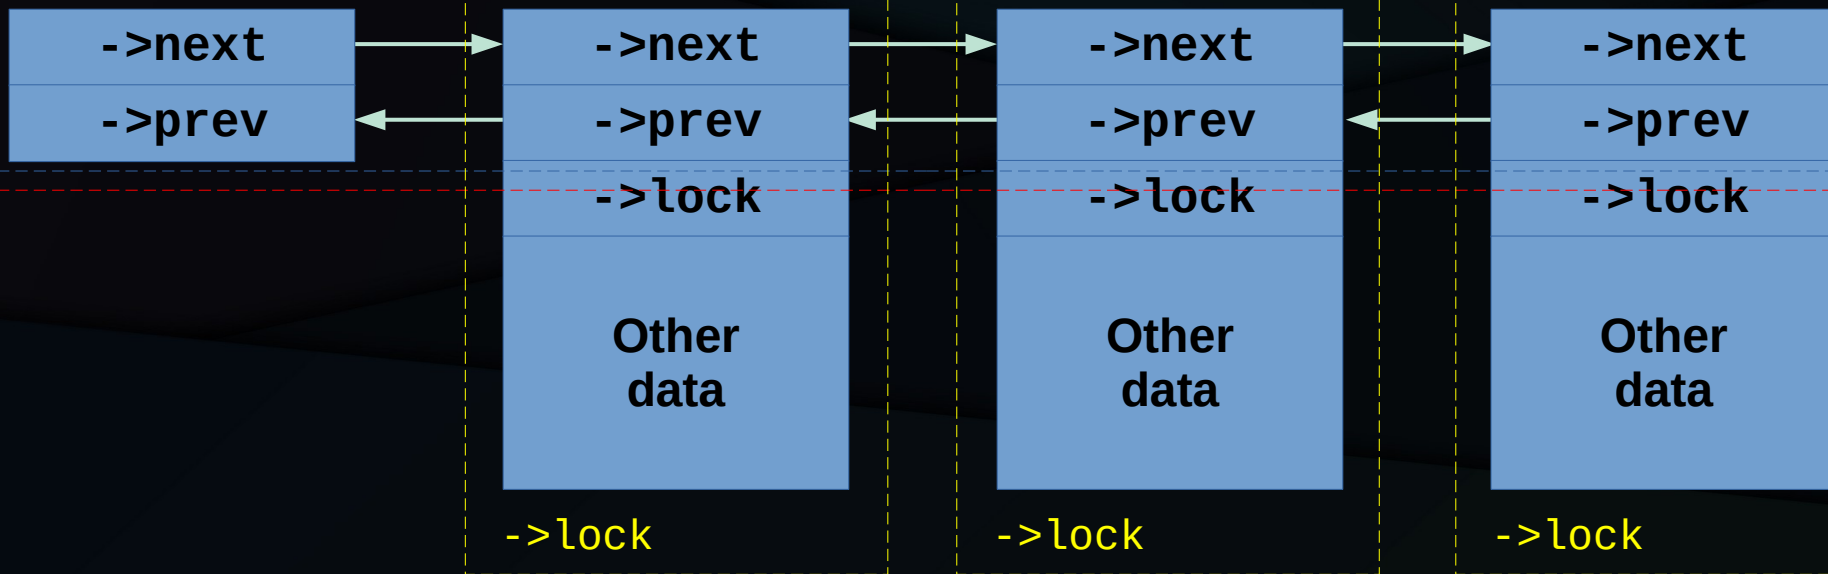 ->next ->next ->next ->next
->prev ->prev ->prev ->prev
->lock ->lock ->lock
Other Other Other
data data data
->lock ->lock ->lock